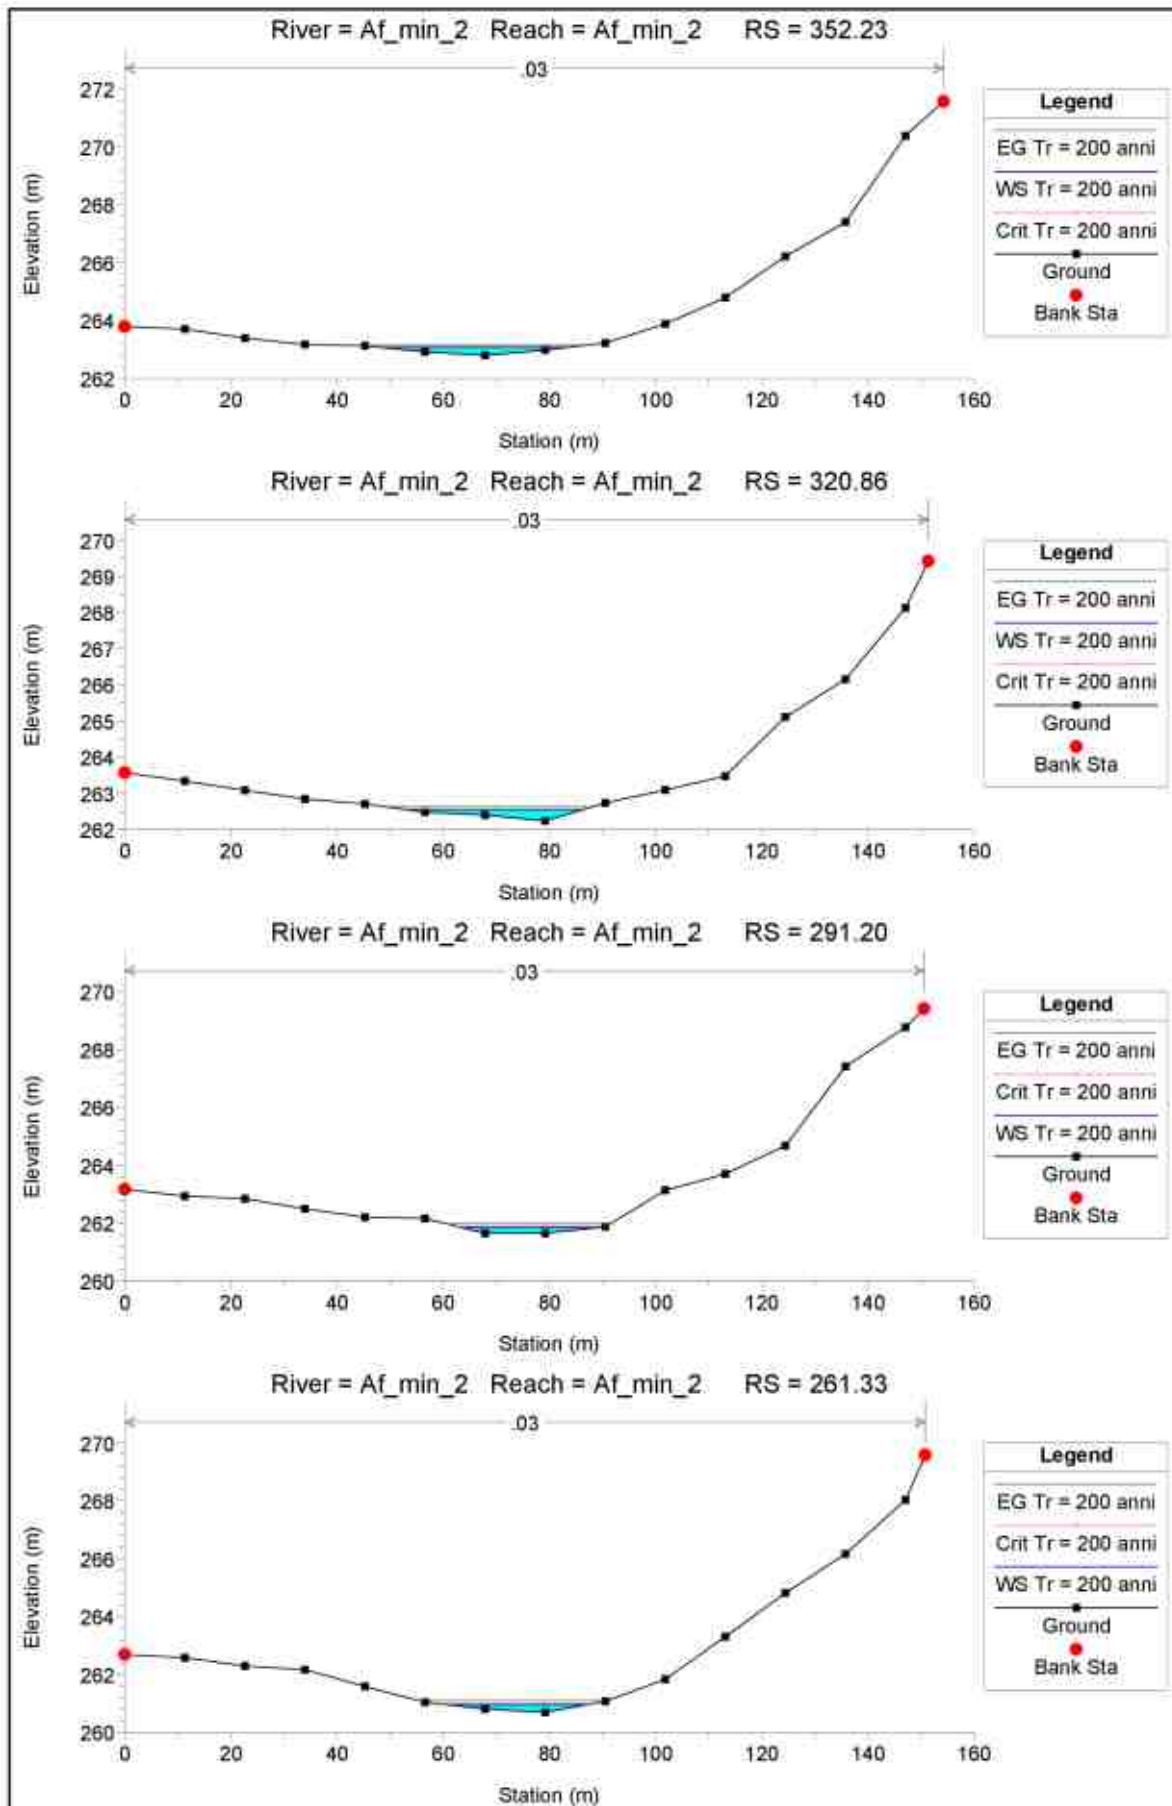 River = Af_min_2 Reach = Af_min_2 RS = 352.23
.03
272
270
268
266
264
262
Elevation (m)
0 20 40 60 80 100 120 140 160
Station (m)
Legend
EG Tr = 200 anni
WS Tr = 200 anni
Crit Tr = 200 anni
Ground
Bank Sta
River = Af_min_2 Reach = Af_min_2 RS = 320.86
.03
270
269
268
267
266
265
264
263
262
Elevation (m)
0 20 40 60 80 100 120 140 160
Station (m)
Legend
EG Tr = 200 anni
WS Tr = 200 anni
Crit Tr = 200 anni
Ground
Bank Sta
River = Af_min_2 Reach = Af_min_2 RS = 291.20
.03
270
268
266
264
262
260
Elevation (m)
0 20 40 60 80 100 120 140 160
Station (m)
Legend
EG Tr = 200 anni
Crit Tr = 200 anni
WS Tr = 200 anni
Ground
Bank Sta
River = Af_min_2 Reach = Af_min_2 RS = 261.33
.03
270
268
266
264
262
260
Elevation (m)
0 20 40 60 80 100 120 140 160
Station (m)
Legend
EG Tr = 200 anni
Crit Tr = 200 anni
WS Tr = 200 anni
Ground
Bank Sta